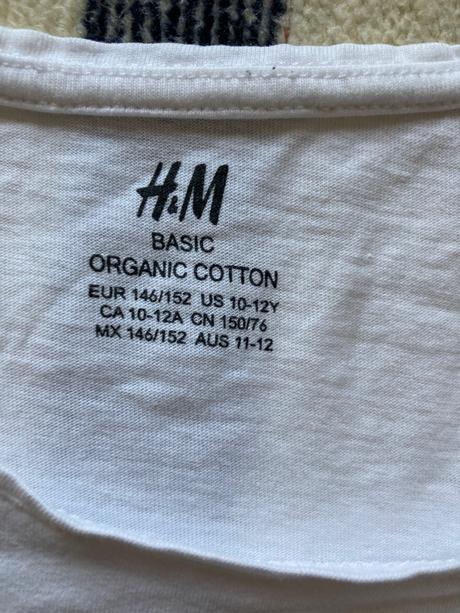 H&M
BASIC
ORGANIC COTTON
EUR 146/152 US 10-12Y
CA 10-12A CN 150/76
MX 146/152 AUS 11-12